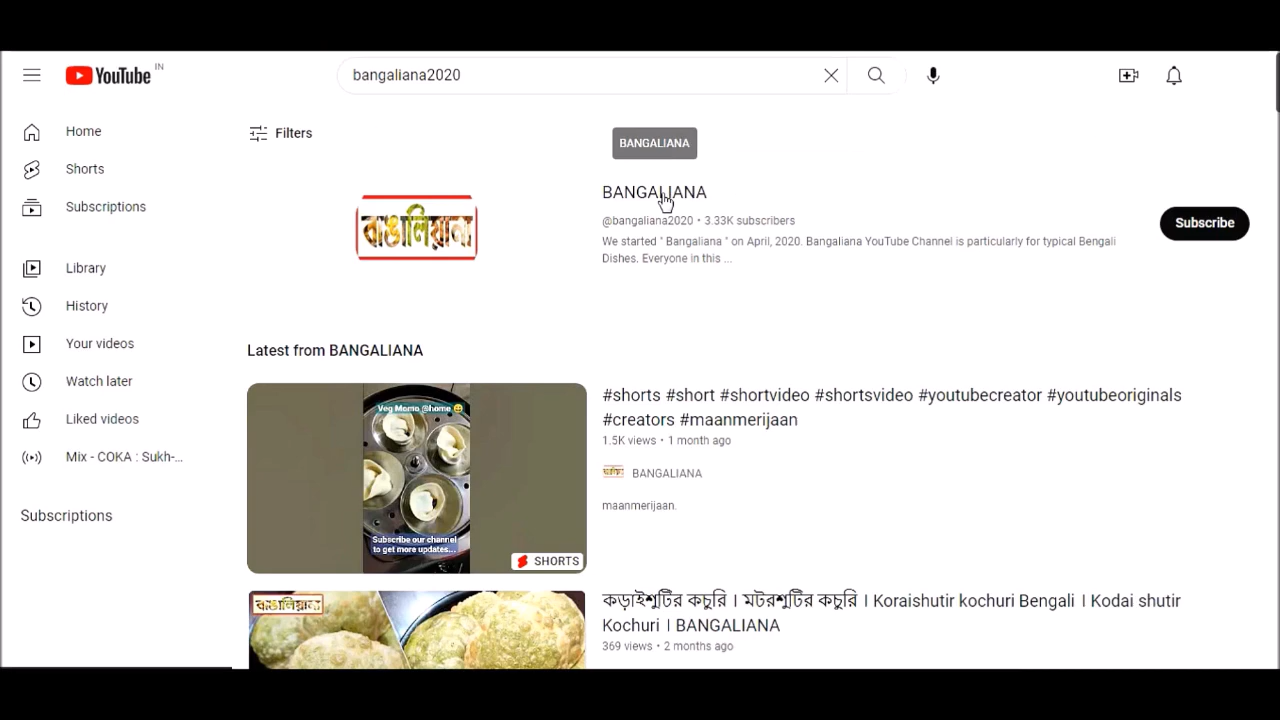 YouTube IN
bangaliana2020
Home
Shorts
Subscriptions
Library
History
Your videos
Watch later
Liked videos
Mix - COKA : Sukh-...
Subscriptions
Filters
BANGALIANA
বাঙালিয়ানা
BANGALIANA
@bangaliana2020 • 3.33K subscribers
We started " Bangaliana " on April, 2020. Bangaliana YouTube Channel is particularly for typical Bengali
Dishes. Everyone in this ...
Subscribe
Latest from BANGALIANA
Veg Momo @home
Subscribe our channel
to get more updates...
SHORTS
#shorts #short #shortvideo #shortsvideo #youtubecreator #youtubeoriginals
#creators #maanmerijaan
1.5K views • 1 month ago
BANGALIANA
maanmerijaan.
বাঙালিয়ানা
কড়াইশুটির কচুরি । মটরশুটির কচুরি । Koraishutir kochuri Bengali । Kodai shutir
Kochuri । BANGALIANA
369 views • 2 months ago